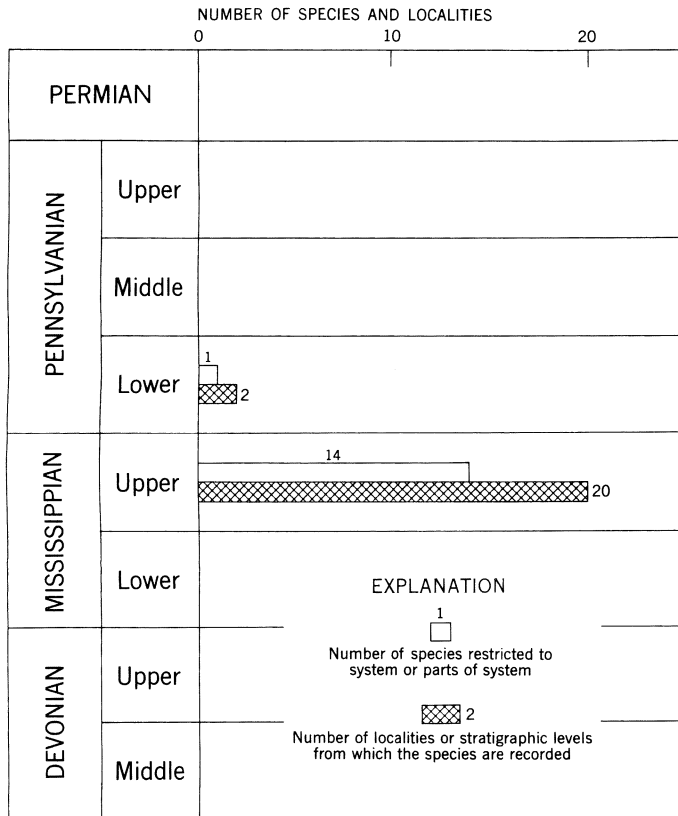 NUMBER OF SPECIES AND LOCALITIES
0 10 20
PERMIAN
PENNSYLVANIAN
Upper
Middle
Lower
1
2
MISSISSIPPIAN
Upper
14
20
Lower
DEVONIAN
Upper
Middle
EXPLANATION
1
Number of species restricted to
system or parts of system
2
Number of localities or stratigraphic levels
from which the species are recorded